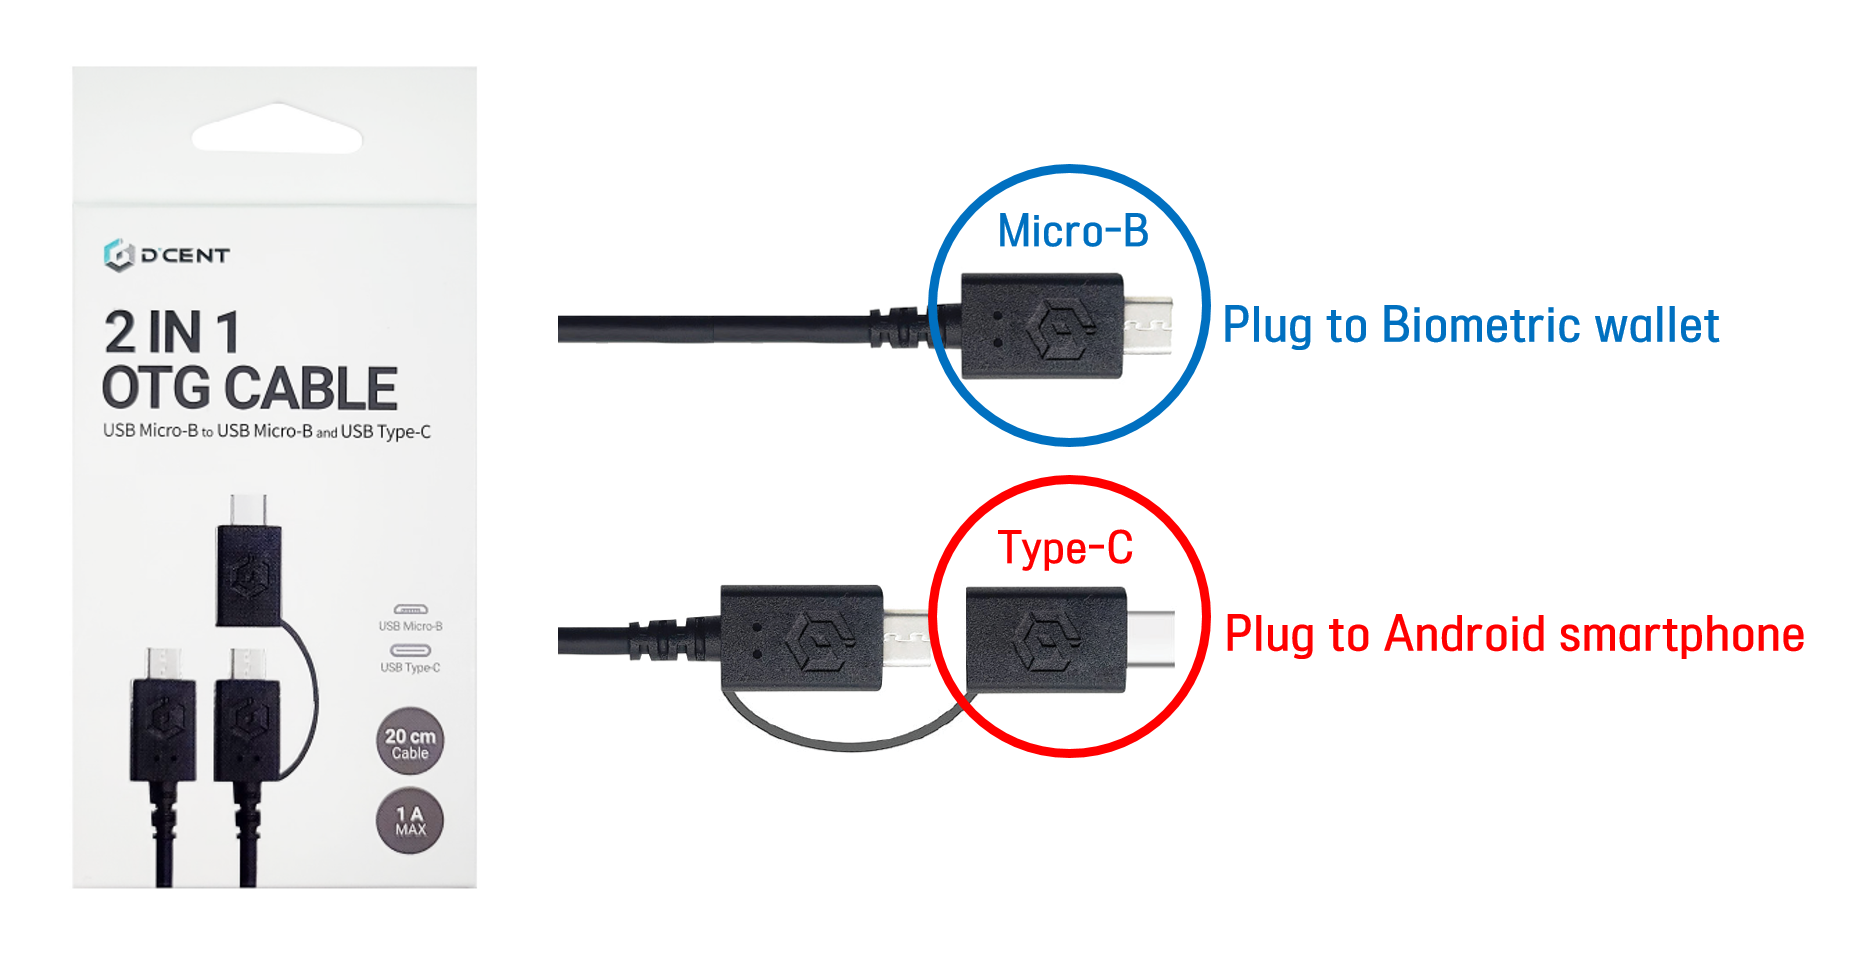 D'CENT
2 IN 1
OTG CABLE
USB Micro-B to USB Micro-B and USB Type-C
USB Micro-B
USB Type-C
20 cm
Cable
1 A
MAX
Micro-B
Plug to Biometric wallet
Type-C
Plug to Android smartphone